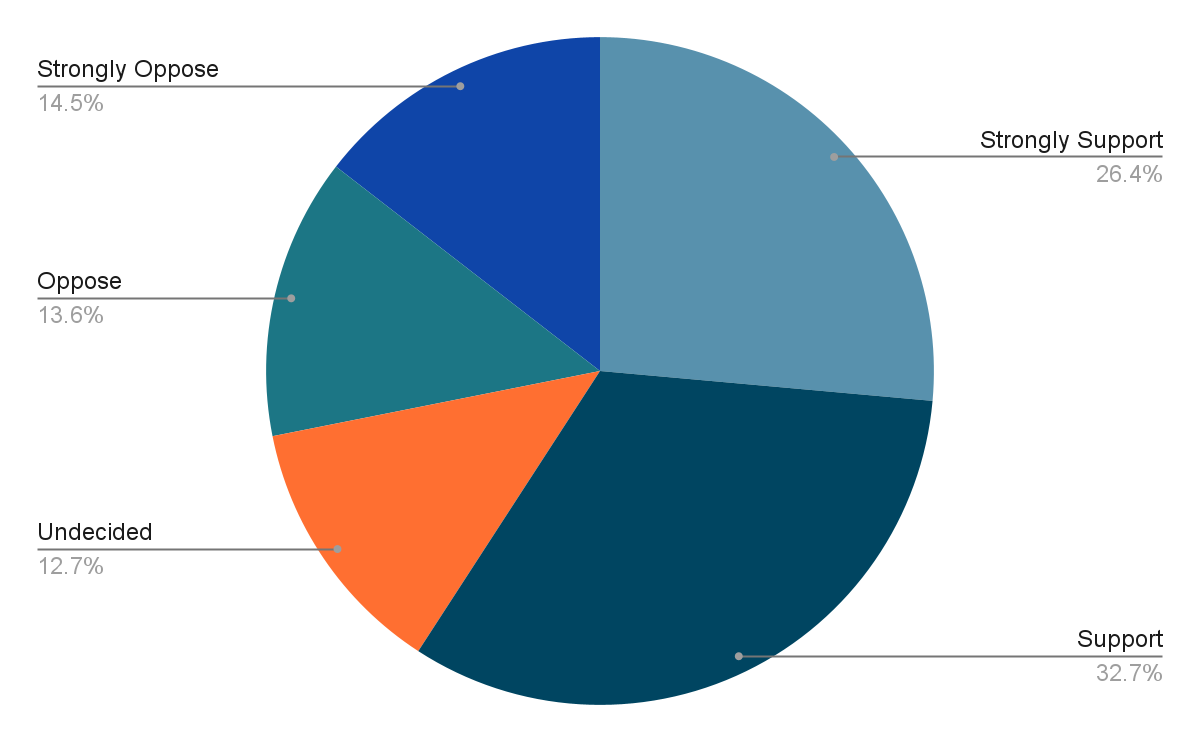 Strongly Oppose
14.5%
Strongly Support
26.4%
Oppose
13.6%
Undecided
12.7%
Support
32.7%